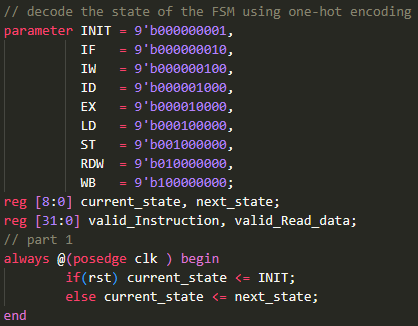 // decode the state of the FSM using one-hot encoding
parameter INIT = 9'b000000001,
IF = 9'b000000010,
IW = 9'b000000100,
ID = 9'b000001000,
EX = 9'b000010000,
LD = 9'b000100000,
ST = 9'b001000000,
RDW = 9'b010000000,
WB = 9'b100000000;
reg [8:0] current_state, next_state;
reg [31:0] valid_Instruction, valid_Read_data;
// part 1
always @(posedge clk ) begin
if(rst) current_state <= INIT;
else current_state <= next_state;
end